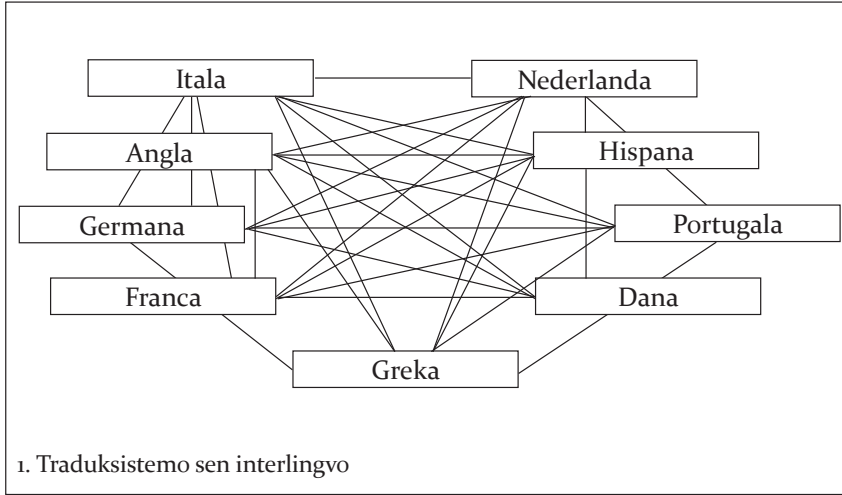 Itala
Nederlanda
Angla
Hispana
Germana
Portugala
Franca
Dana
Greka
1. Traduksistemo sen interlingvo